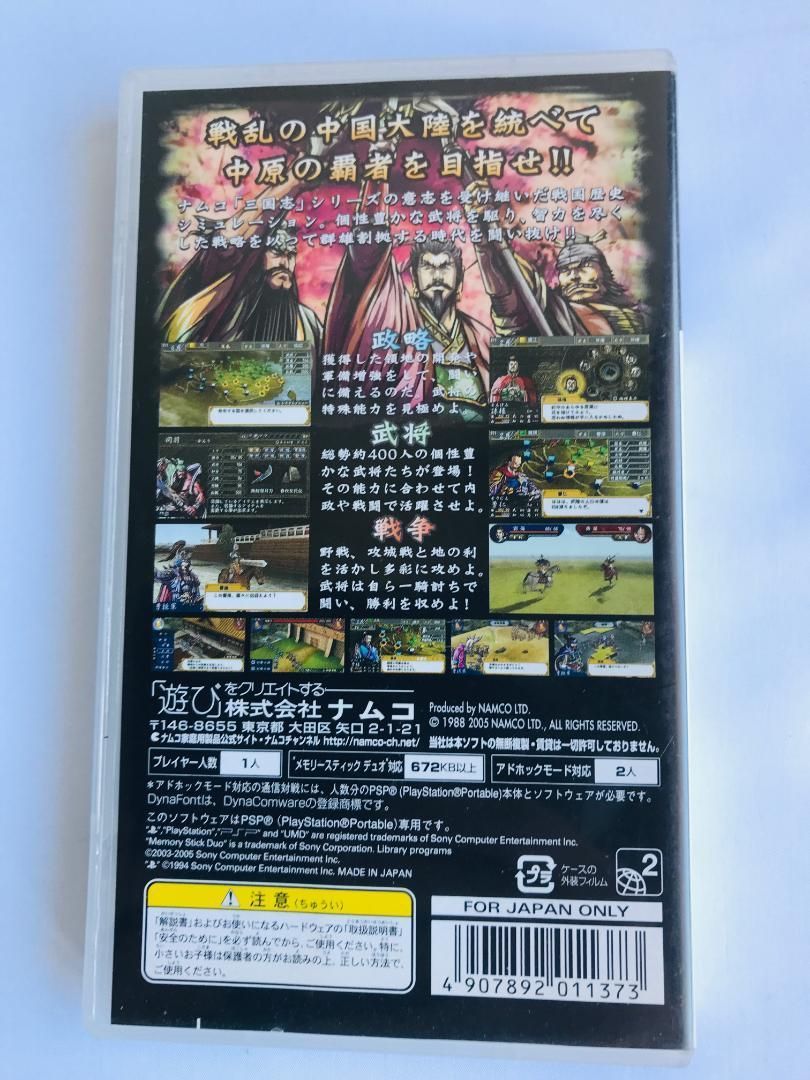 戦乱の中国大陸を統べて
中原の覇者を目指せ!!
ナムコ「三国志」シリーズの意志を受け継いだ戦国歴史
シミュレーション。個性豊かな武将を駆り、智力を尽く
した戦略を以って群雄割拠する時代を闘い抜け!!
政略
獲得した領地の開発や
軍備増強をして、闘い
に備えるのだ。武将の
特殊能力を見極めよ。
武将
総勢約400人の個性豊
かな武将たちが登場！
その能力に合わせて内
政や戦闘で活躍させよ。
戦争
野戦、攻城戦と地の利
を活かし多彩に攻めよ。
武将は自ら一騎討ちで
闘い、勝利を収めよ！
「遊び」をクリエイトする
株式会社 ナムコ
〒146-8655 東京都 大田区 矢口 2-1-21
ナムコ家庭用製品公式サイト・ナムコチャンネル http://namco-ch.net/
Produced by NAMCO LTD.
© 1988 2005 NAMCO LTD., ALL RIGHTS RESERVED.
当社は本ソフトの無断複製・賃貸は一切許可しておりません。
プレイヤー人数 1人
"メモリースティック デュオ"対応 672KB以上
アドホックモード対応 2人
*アドホックモード対応の通信対戦には、人数分のPSP® (PlayStation®Portable)本体とソフトウェアが必要です。
DynaFontは、DynaComwareの登録商標です。
このソフトウェアはPSP® (PlayStation®Portable)専用です。
"PlayStation", "PSP" and "UMD" are registered trademarks of Sony Computer Entertainment Inc.
"Memory Stick Duo" is a trademark of Sony Corporation. Library programs
©2003-2005 Sony Computer Entertainment Inc.
©1994 Sony Computer Entertainment Inc. MADE IN JAPAN
プラ
ケースの
外装フィルム
2
注意(ちゅうい)
「解説書」およびお使いになるハードウェアの「取扱説明書」
「安全のために」を必ず読んでから、ご使用ください。特に、
小さいお子様は保護者の方がお読みの上、正しい方法で、
ご使用ください。
FOR JAPAN ONLY
4 907892 011373